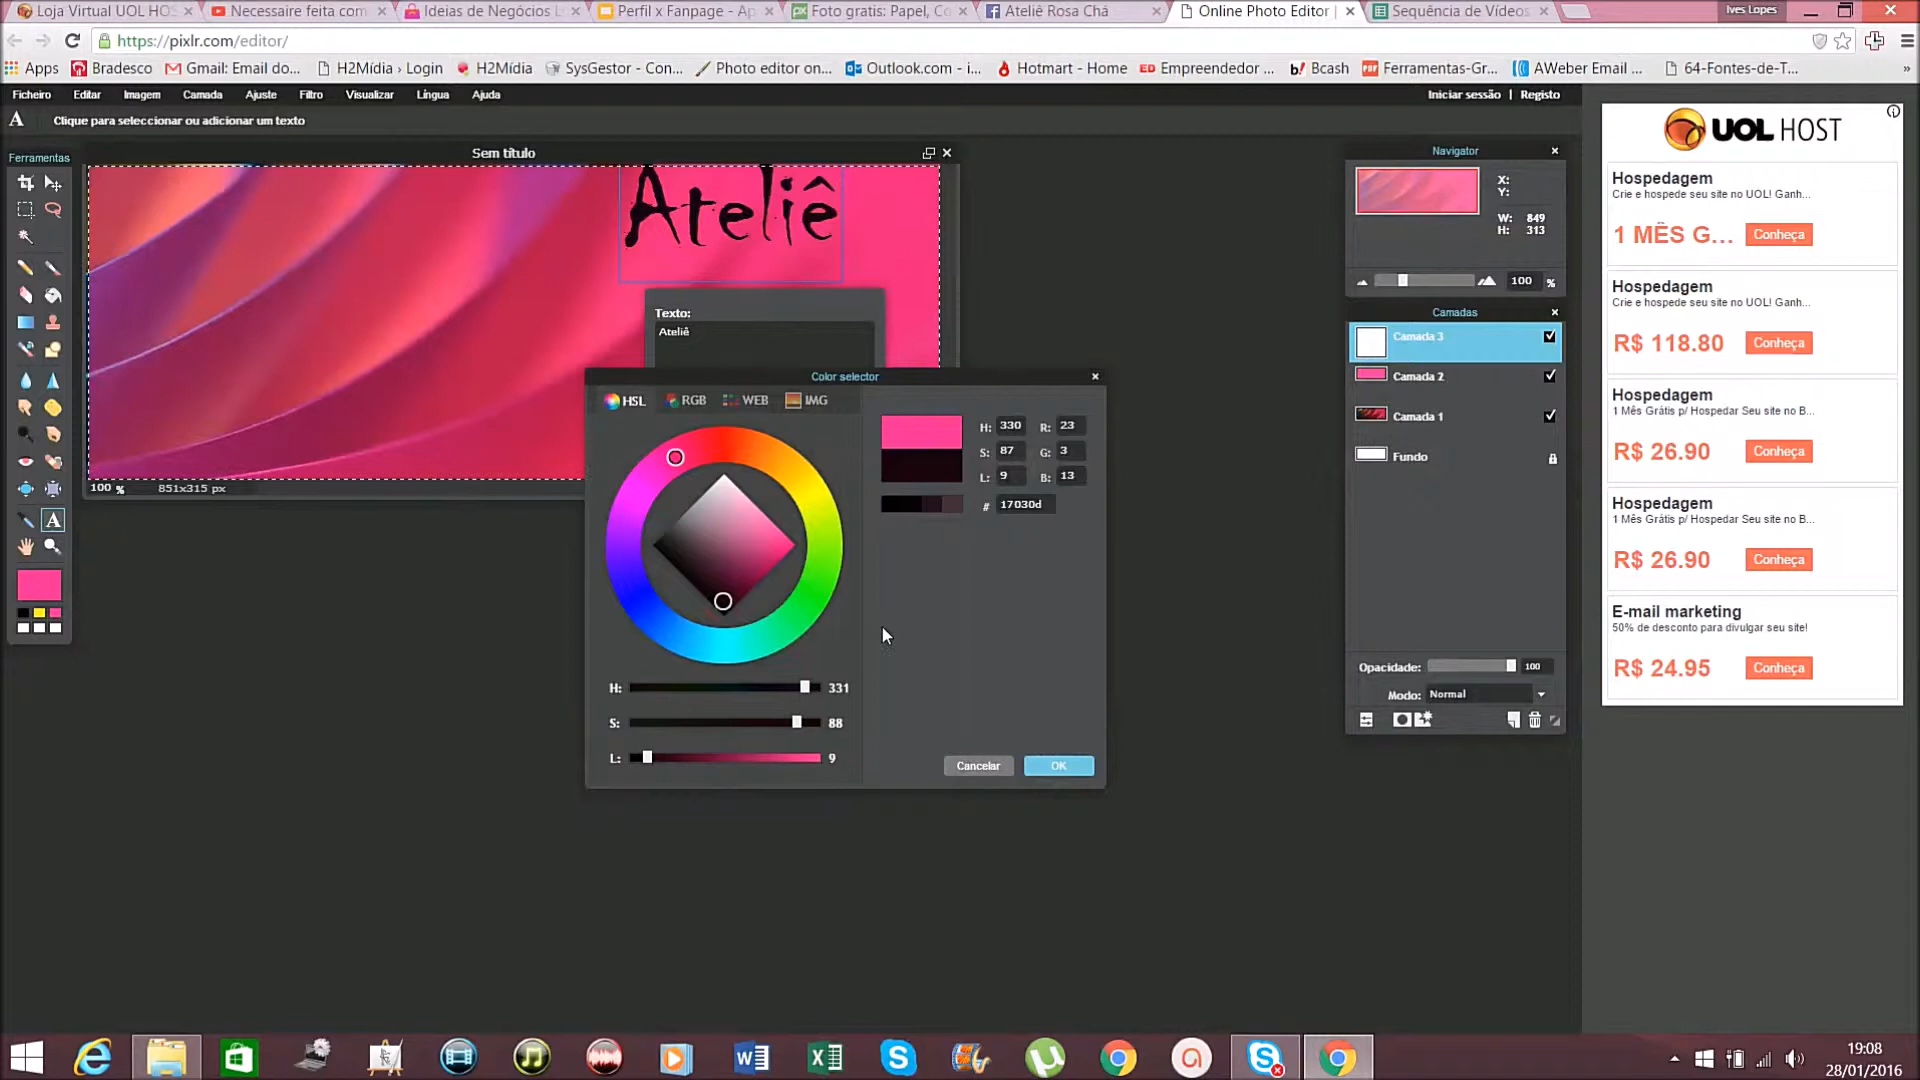 Loja Virtual UOL HOS
Necessaire feita com
Ideias de Negócios L
Perfil x Fanpage - Ap
Foto gratis: Papel, Co
Ateliê Rosa Chá
Online Photo Editor
Sequência de Vídeos
Ives Lopes
https://pixlr.com/editor/
Apps
Bradesco
Gmail: Email do...
H2Mídia › Login
H2Mídia
SysGestor - Con...
Photo editor on...
Outlook.com - i...
Hotmart - Home
Empreendedor ...
Bcash
Ferramentas-Gr...
AWeber Email ...
64-Fontes-de-T...
Ficheiro Editar Imagem Camada Ajuste Filtro Visualizar Língua Ajuda
Iniciar sessão | Registo
A Clique para seleccionar ou adicionar um texto
Ferramentas
Sem título
Ateliê
Texto:
Ateliê
100 % 851x315 px
Color selector
HSL RGB WEB IMG
H: 330 R: 23
S: 87 G: 3
L: 9 B: 13
# 17030d
H: 331
S: 88
L: 9
Cancelar OK
Navigator
X:
Y:
W: 849
H: 313
100 %
Camadas
Camada 3
Camada 2
Camada 1
Fundo
Opacidade: 100
Modo: Normal
UOL HOST
Hospedagem
Crie e hospede seu site no UOL! Ganh...
1 MÊS G... Conheça
Hospedagem
Crie e hospede seu site no UOL! Ganh...
R$ 118.80 Conheça
Hospedagem
1 Mês Grátis p/ Hospedar Seu site no B...
R$ 26.90 Conheça
Hospedagem
1 Mês Grátis p/ Hospedar Seu site no B...
R$ 26.90 Conheça
E-mail marketing
50% de desconto para divulgar seu site!
R$ 24.95 Conheça
19:08
28/01/2016